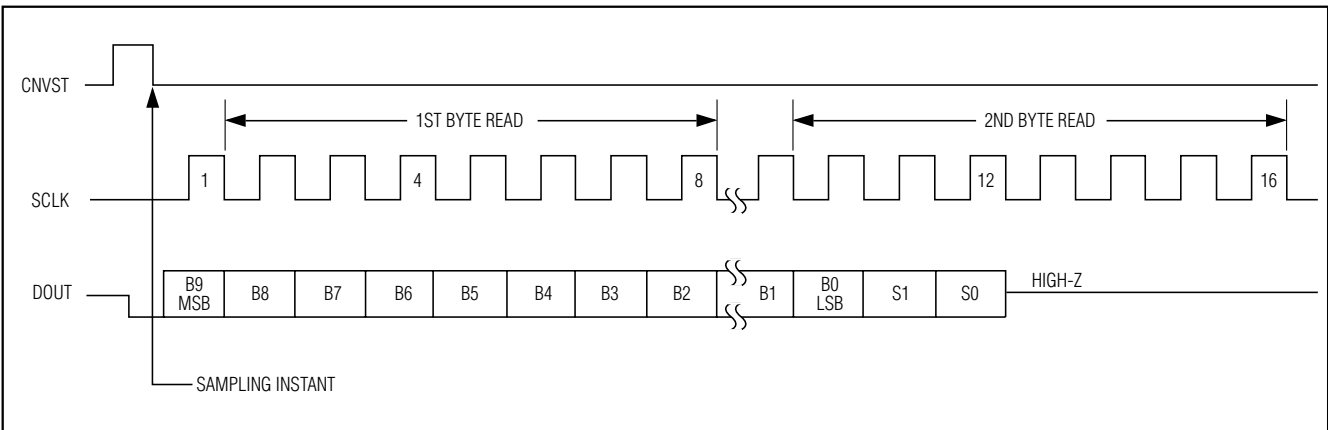 CNVST
1ST BYTE READ
2ND BYTE READ
SCLK
1
4
8
12
16
DOUT
B9
MSB
B8
B7
B6
B5
B4
B3
B2
B1
B0
LSB
S1
S0
HIGH-Z
SAMPLING INSTANT